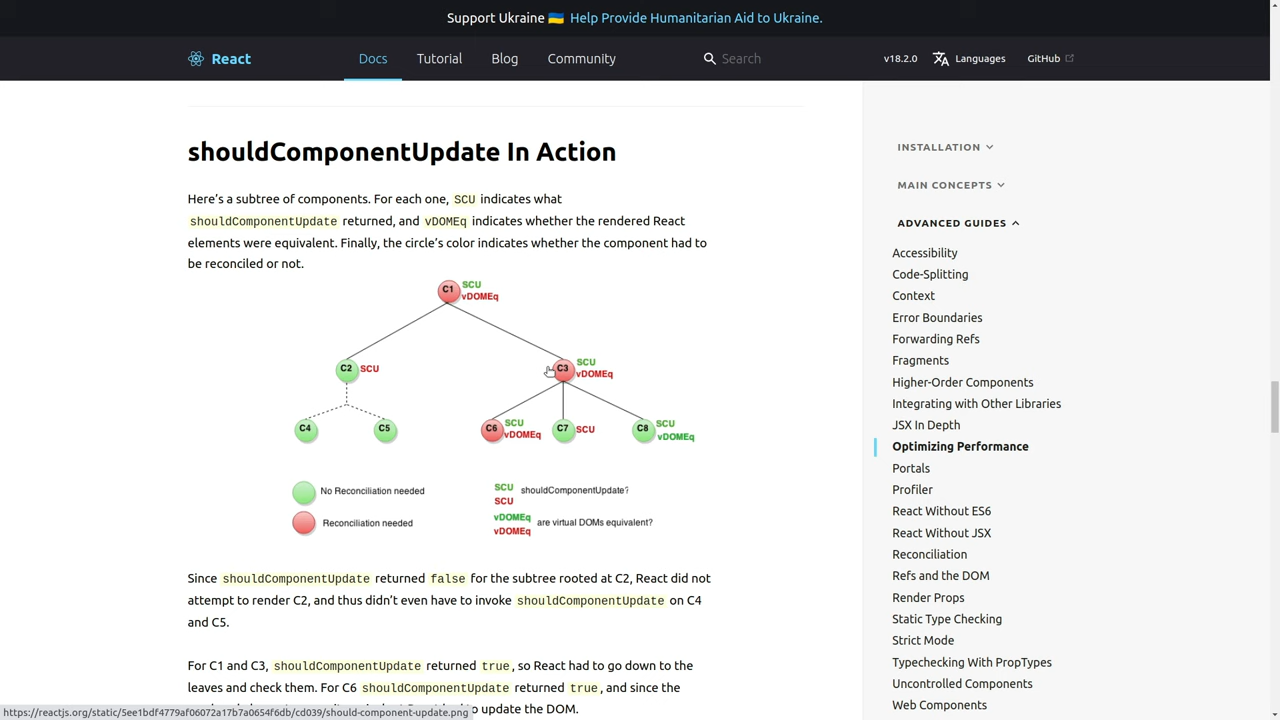 Support Ukraine 🇺🇦 Help Provide Humanitarian Aid to Ukraine.
React
Docs
Tutorial
Blog
Community
Search
v18.2.0
Languages
GitHub
shouldComponentUpdate In Action
Here's a subtree of components. For each one, SCU indicates what
shouldComponentUpdate returned, and vDOMEq indicates whether the rendered React
elements were equivalent. Finally, the circle's color indicates whether the component had to
be reconciled or not.
C1
SCU
vDOMEq
C2
SCU
C3
SCU
vDOMEq
C4
C5
C6
SCU
vDOMEq
C7
SCU
C8
SCU
vDOMEq
No Reconciliation needed
Reconciliation needed
SCU
SCU
shouldComponentUpdate?
vDOMEq
vDOMEq
are virtual DOMs equivalent?
Since shouldComponentUpdate returned false for the subtree rooted at C2, React did not
attempt to render C2, and thus didn't even have to invoke shouldComponentUpdate on C4
and C5.
For C1 and C3, shouldComponentUpdate returned true, so React had to go down to the
leaves and check them. For C6 shouldComponentUpdate returned true, and since the
to update the DOM.
https://reactjs.org/static/5ee1bdf4779af06072a17b7a0654f6db/cd039/should-component-update.png
INSTALLATION
MAIN CONCEPTS
ADVANCED GUIDES
Accessibility
Code-Splitting
Context
Error Boundaries
Forwarding Refs
Fragments
Higher-Order Components
Integrating with Other Libraries
JSX In Depth
Optimizing Performance
Portals
Profiler
React Without ES6
React Without JSX
Reconciliation
Refs and the DOM
Render Props
Static Type Checking
Strict Mode
Typechecking With PropTypes
Uncontrolled Components
Web Components